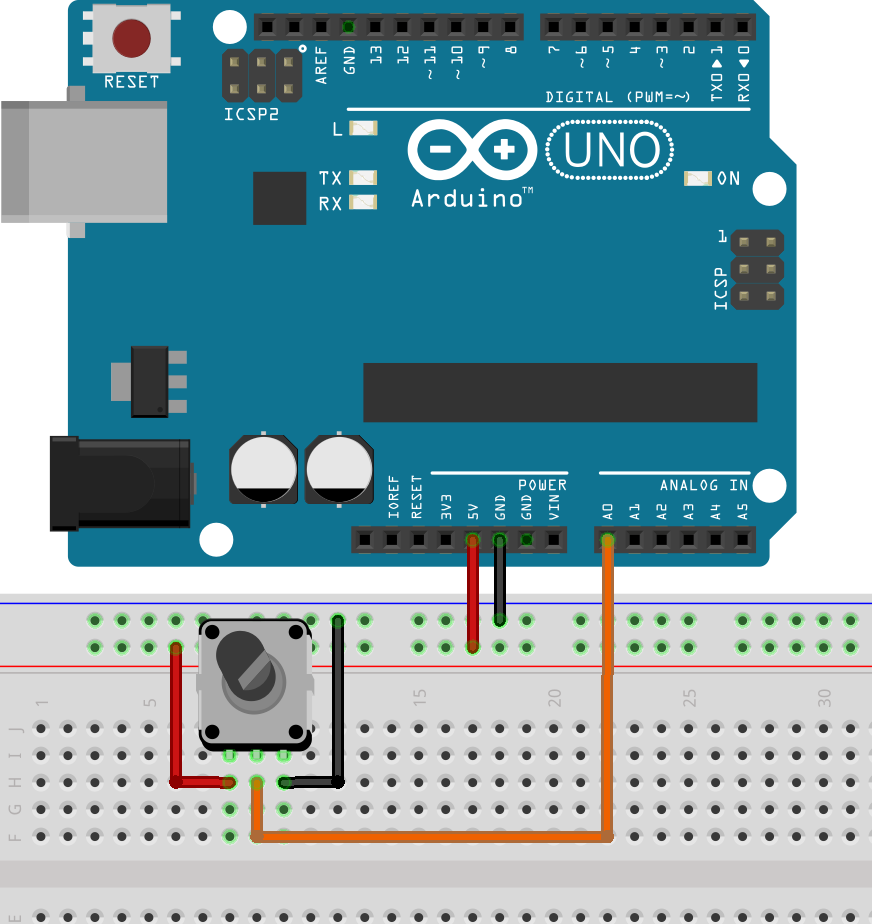 RESET
ICSP2
AREF
GND
13
12
~11
~10
~9
8
7
~6
~5
4
~3
2
TX0▶1
RX0◀0
DIGITAL (PWM=~)
L
TX
RX
Arduino™
UNO
ON
1
ICSP
IOREF
RESET
3V3
5V
GND
GND
VIN
POWER
A0
A1
A2
A3
A4
A5
ANALOG IN
1
5
15
20
25
30
J
I
H
G
F
E